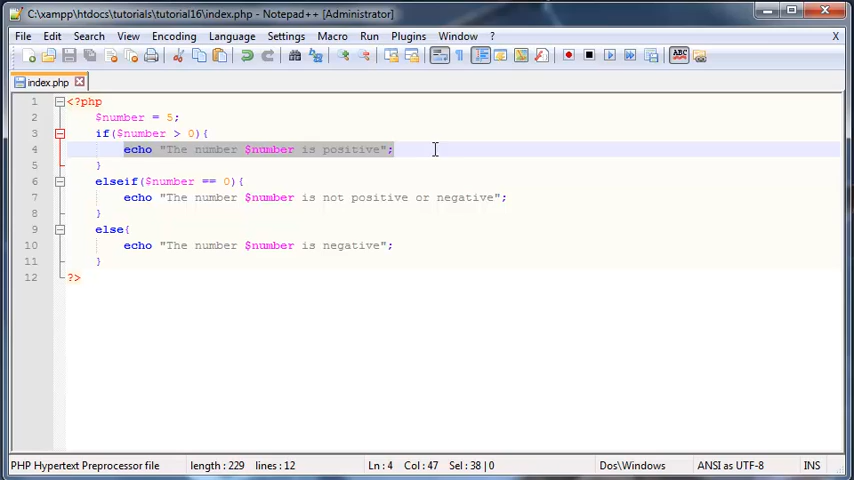 C:\xampp\htdocs\tutorials\tutorial16\index.php - Notepad++ [Administrator]
File Edit Search View Encoding Language Settings Macro Run Plugins Window ? X
ABC
index.php
1 <?php
2 $number = 5;
3 if($number > 0){
4 echo "The number $number is positive";
5 }
6 elseif($number == 0){
7 echo "The number $number is not positive or negative";
8 }
9 else{
10 echo "The number $number is negative";
11 }
12 ?>
PHP Hypertext Preprocessor file length : 229 lines : 12 Ln : 4 Col : 47 Sel : 38 | 0 Dos\Windows ANSI as UTF-8 INS